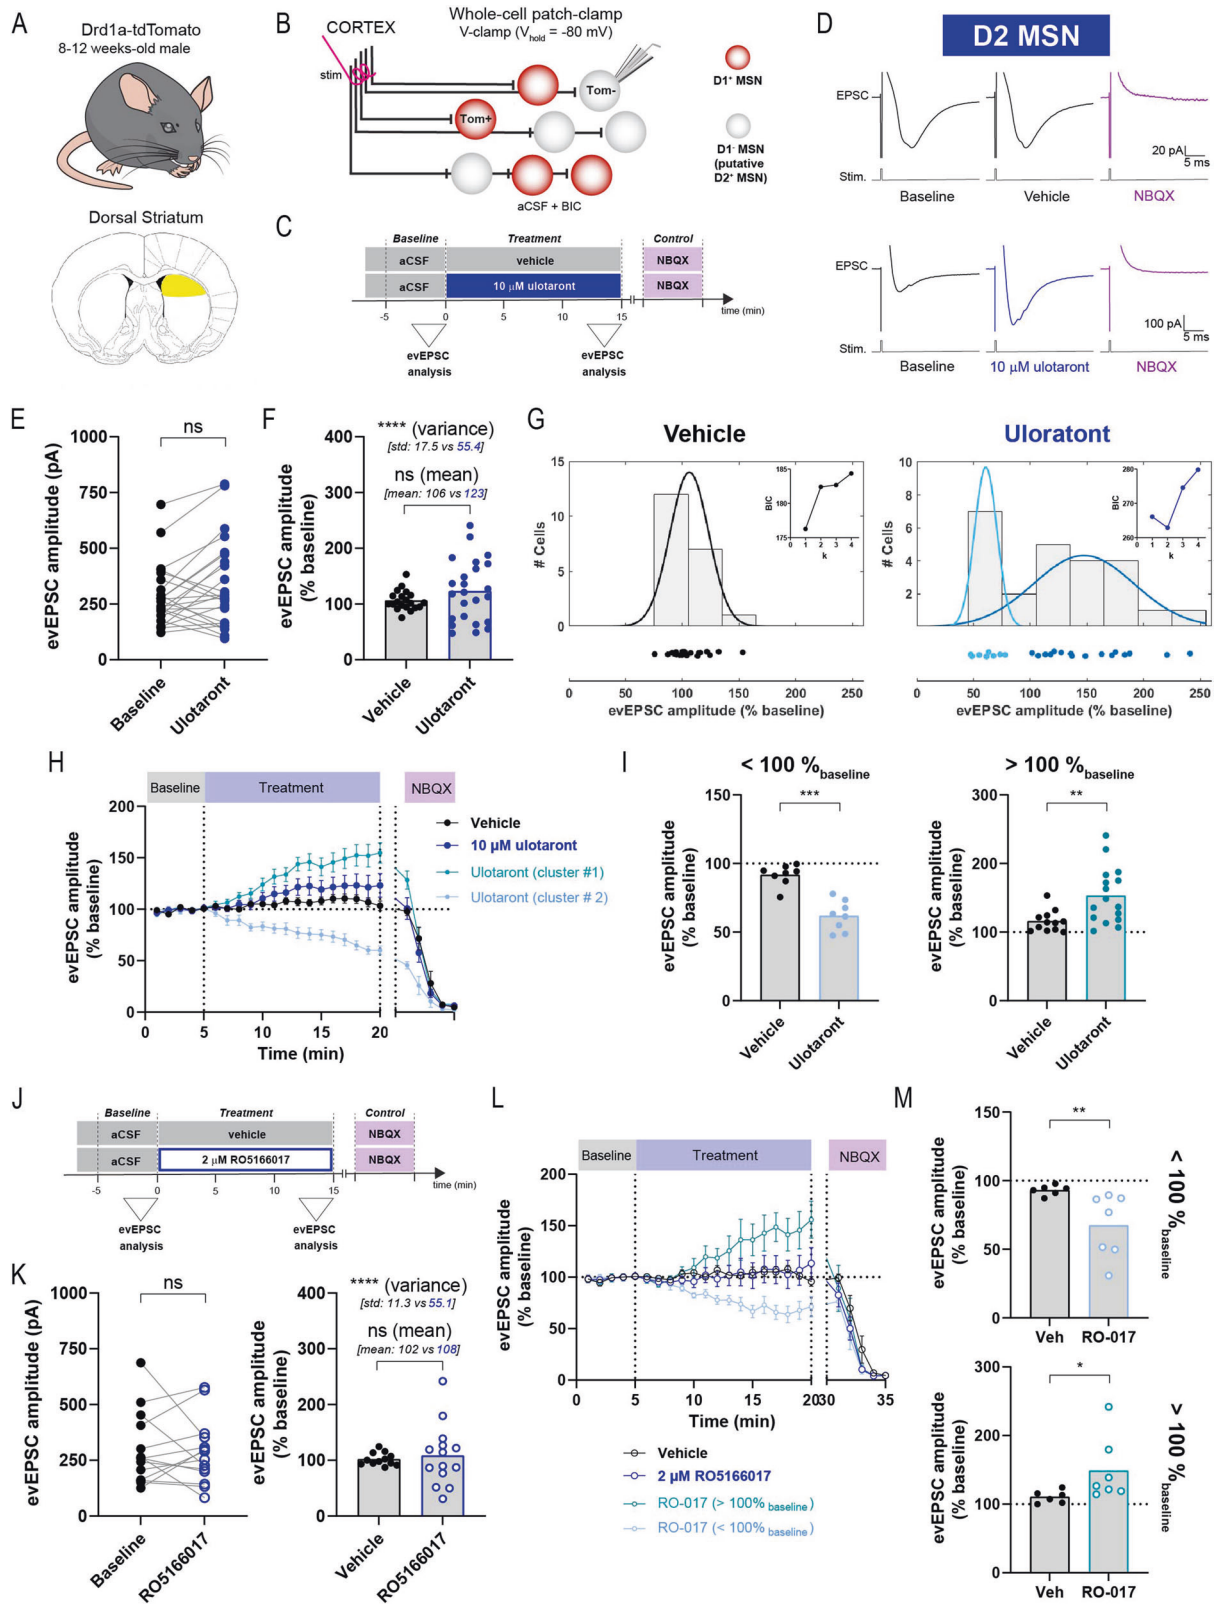 A
Drd1a-tdTomato
8-12 weeks-old male
Dorsal Striatum
B
CORTEX
Whole-cell patch-clamp
V-clamp (Vhold = -80 mV)
stim
Tom-
Tom+
aCSF + BIC
D1+ MSN
D1- MSN
(putative
D2+ MSN)
C
Baseline
Treatment
Control
aCSF
vehicle
NBQX
aCSF
10 µM ulotaront
NBQX
-5
0
5
10
15
time (min)
evEPSC
analysis
evEPSC
analysis
D
D2 MSN
EPSC
20 pA
5 ms
Stim.
Baseline
Vehicle
NBQX
EPSC
100 pA
5 ms
Stim.
Baseline
10 µM ulotaront
NBQX
E
evEPSC amplitude (pA)
1000
750
500
250
0
ns
Baseline
Ulotaront
F
evEPSC amplitude
(% baseline)
400
300
200
100
0
**** (variance)
[std: 17.5 vs 55.4]
ns (mean)
[mean: 106 vs 123]
Vehicle
Ulotaront
G
Vehicle
# Cells
15
10
5
0
BIC
185
180
175
0 1 2 3 4
k
0 50 100 150 200 250
evEPSC amplitude (% baseline)
Uloratont
# Cells
10
8
6
4
2
BIC
280
270
260
0 1 2 3 4
k
0 50 100 150 200 250
evEPSC amplitude (% baseline)
H
Baseline
Treatment
NBQX
evEPSC amplitude
(% baseline)
200
150
100
50
0
0 5 10 15 20
Time (min)
Vehicle
10 µM ulotaront
Ulotaront (cluster #1)
Ulotaront (cluster # 2)
I
< 100 %baseline
evEPSC amplitude
(% baseline)
150
100
50
0
***
Vehicle
Ulotaront
> 100 %baseline
evEPSC amplitude
(% baseline)
300
200
100
0
**
Vehicle
Ulotaront
J
Baseline
Treatment
Control
aCSF
vehicle
NBQX
aCSF
2 µM RO5166017
NBQX
-5
0
5
10
15
time (min)
evEPSC
analysis
evEPSC
analysis
K
evEPSC amplitude (pA)
1000
750
500
250
0
ns
Baseline
RO5166017
evEPSC amplitude
(% baseline)
400
300
200
100
0
**** (variance)
[std: 11.3 vs 55.1]
ns (mean)
[mean: 102 vs 108]
Vehicle
RO5166017
L
Baseline
Treatment
NBQX
evEPSC amplitude
(% baseline)
200
150
100
50
0
0 5 10 15 20 30 35
Time (min)
Vehicle
2 µM RO5166017
RO-017 (> 100% baseline)
RO-017 (< 100% baseline)
M
evEPSC amplitude
(% baseline)
150
100
50
0
**
Veh
RO-017
< 100 %baseline
evEPSC amplitude
(% baseline)
300
200
100
0
*
Veh
RO-017
> 100 %baseline